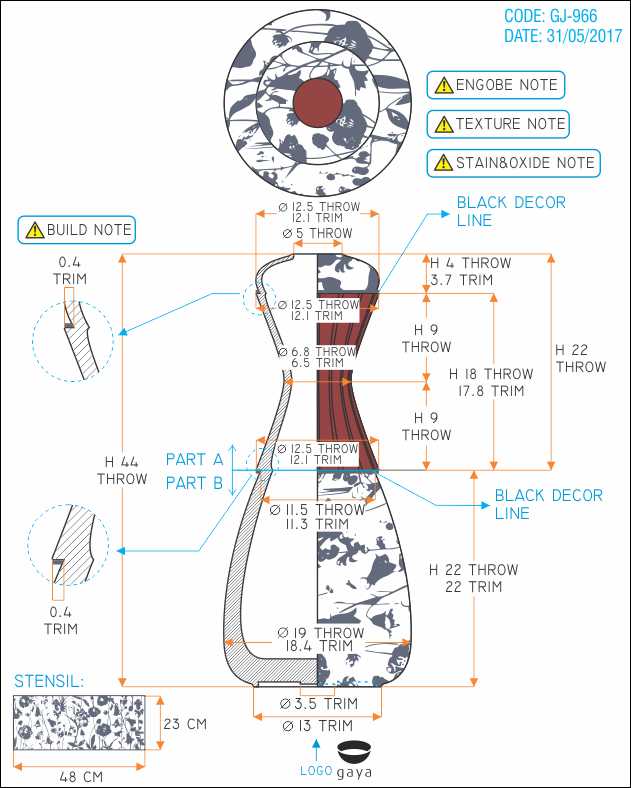 CODE: GJ-966
DATE: 31/05/2017
ENGOBE NOTE
TEXTURE NOTE
STAIN&OXIDE NOTE
BUILD NOTE
Ø 12.5 THROW
12.1 TRIM
Ø 5 THROW
BLACK DECOR
LINE
0.4
TRIM
H 4 THROW
3.7 TRIM
Ø 12.5 THROW
12.1 TRIM
H 9
THROW
Ø 6.8 THROW
6.5 TRIM
H 18 THROW
17.8 TRIM
H 22
THROW
H 9
THROW
Ø 12.5 THROW
12.1 TRIM
H 44
THROW
PART A
PART B
BLACK DECOR
LINE
Ø 11.5 THROW
11.3 TRIM
H 22 THROW
22 TRIM
0.4
TRIM
Ø 19 THROW
18.4 TRIM
STENSIL:
23 CM
48 CM
Ø 3.5 TRIM
Ø 13 TRIM
LOGO gaya